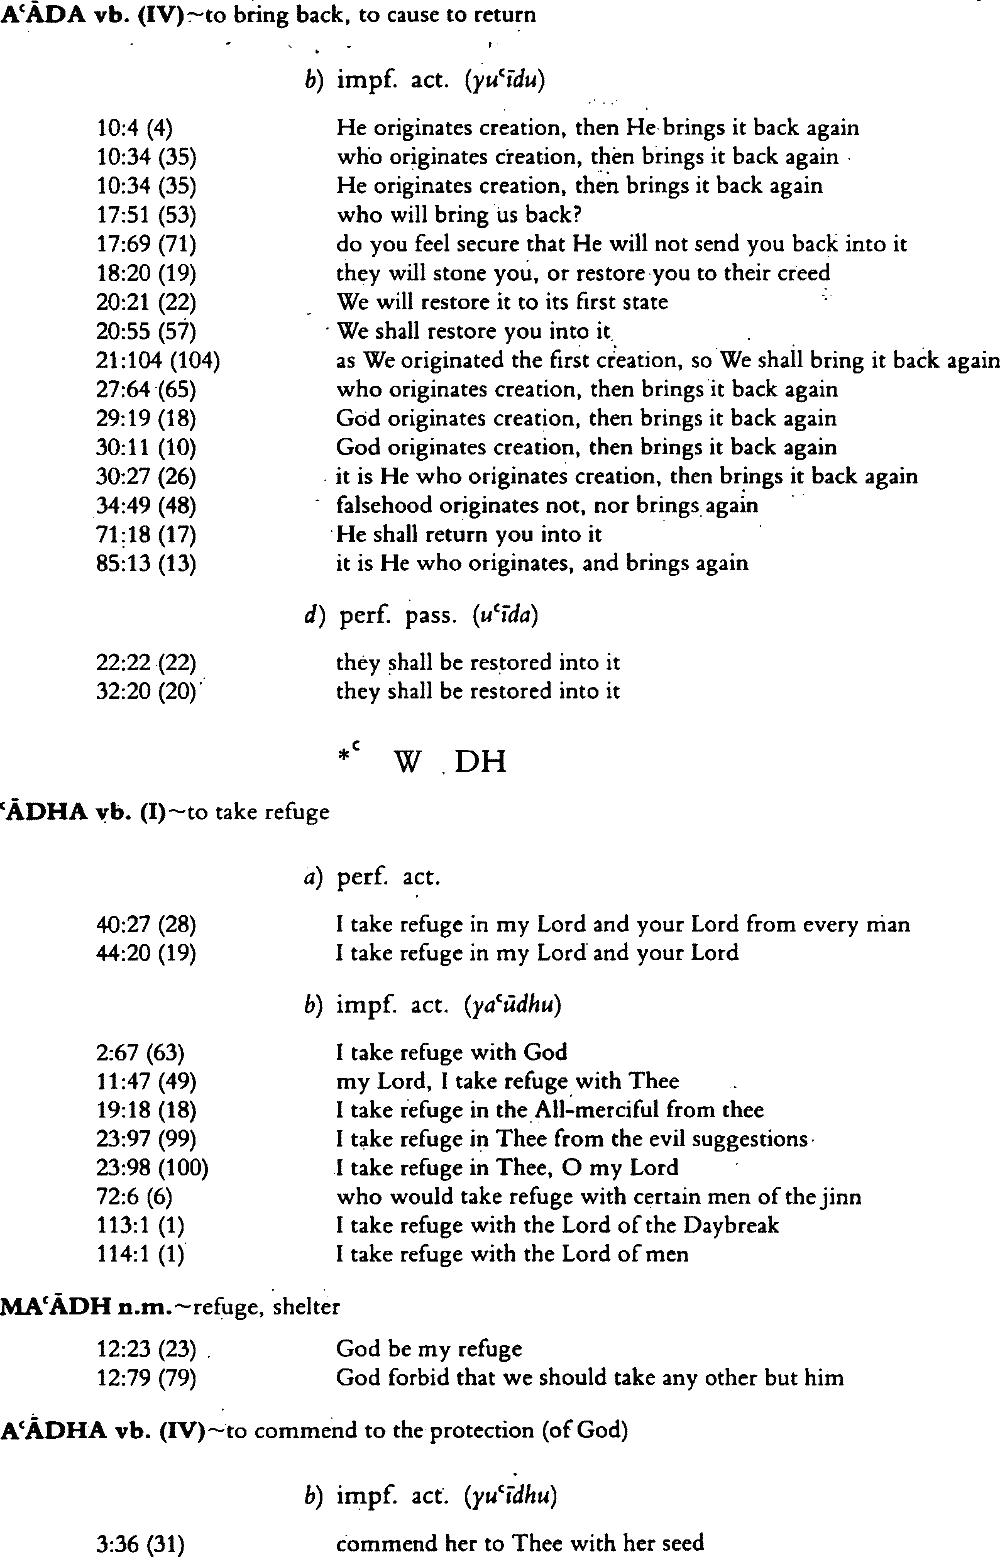 AʿĀDA vb. (IV)~to bring back, to cause to return
b) impf. act. (yuʿīdu)
10:4 (4) He originates creation, then He brings it back again
10:34 (35) who originates creation, then brings it back again
10:34 (35) He originates creation, then brings it back again
17:51 (53) who will bring us back?
17:69 (71) do you feel secure that He will not send you back into it
18:20 (19) they will stone you, or restore you to their creed
20:21 (22) We will restore it to its first state
20:55 (57) We shall restore you into it
21:104 (104) as We originated the first creation, so We shall bring it back again
27:64 (65) who originates creation, then brings it back again
29:19 (18) God originates creation, then brings it back again
30:11 (10) God originates creation, then brings it back again
30:27 (26) it is He who originates creation, then brings it back again
34:49 (48) falsehood originates not, nor brings again
71:18 (17) He shall return you into it
85:13 (13) it is He who originates, and brings again
d) perf. pass. (uʿīda)
22:22 (22) they shall be restored into it
32:20 (20) they shall be restored into it
*ʿ W DH
ʿĀDHA vb. (I)~to take refuge
a) perf. act.
40:27 (28) I take refuge in my Lord and your Lord from every man
44:20 (19) I take refuge in my Lord and your Lord
b) impf. act. (yaʿūdhu)
2:67 (63) I take refuge with God
11:47 (49) my Lord, I take refuge with Thee
19:18 (18) I take refuge in the All-merciful from thee
23:97 (99) I take refuge in Thee from the evil suggestions
23:98 (100) I take refuge in Thee, O my Lord
72:6 (6) who would take refuge with certain men of the jinn
113:1 (1) I take refuge with the Lord of the Daybreak
114:1 (1) I take refuge with the Lord of men
MAʿĀDH n.m.~refuge, shelter
12:23 (23) God be my refuge
12:79 (79) God forbid that we should take any other but him
AʿĀDHA vb. (IV)~to commend to the protection (of God)
b) impf. act. (yuʿīdhu)
3:36 (31) commend her to Thee with her seed